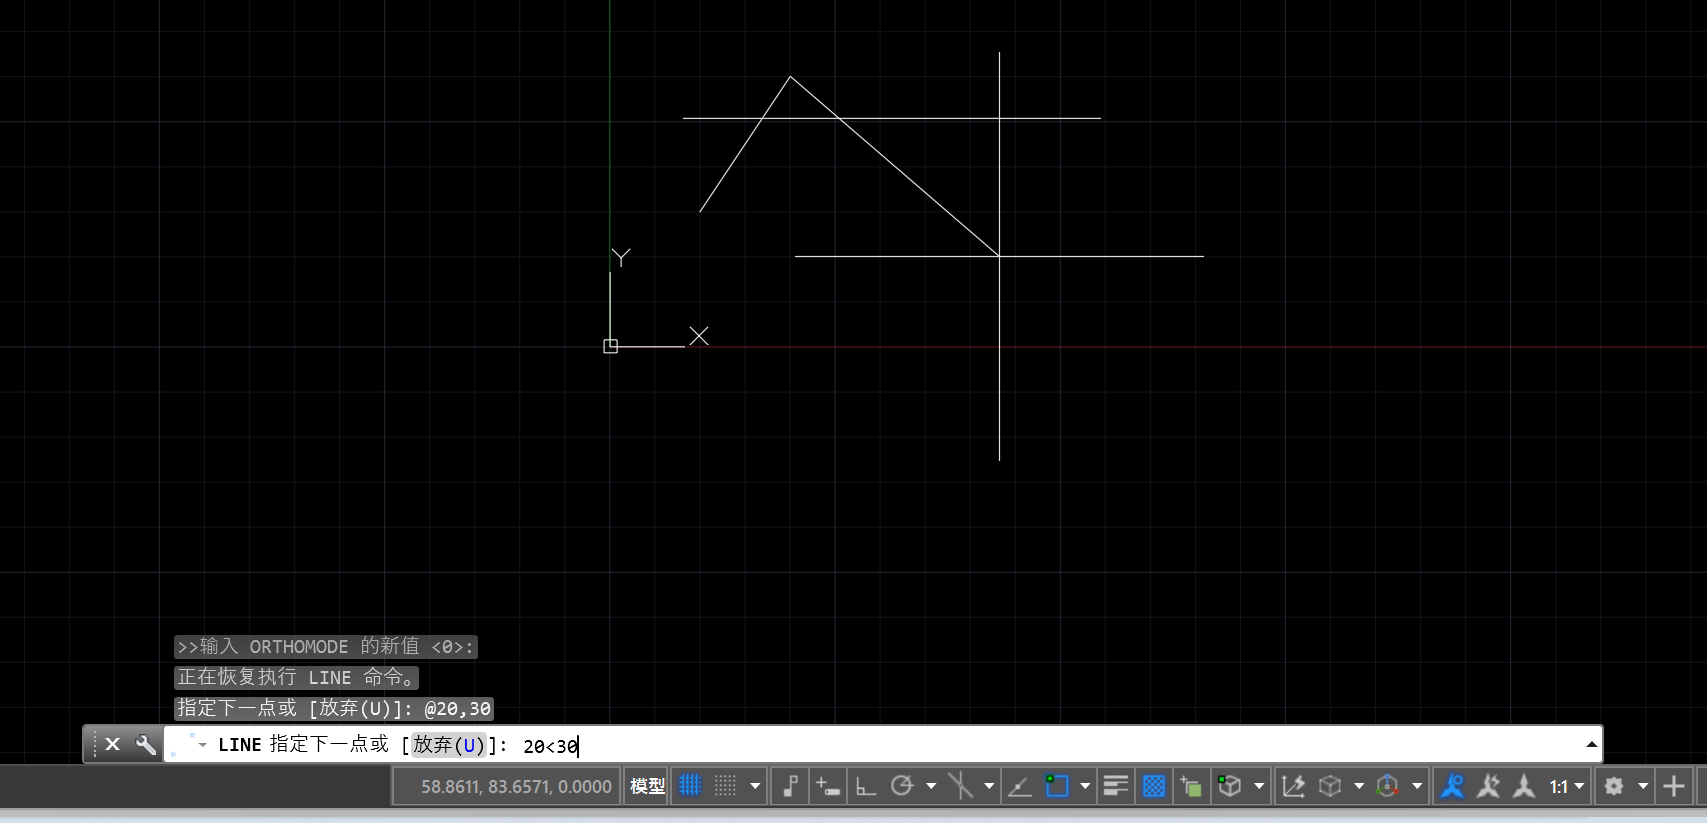 Y
X
>>输入 ORTHOMODE 的新值 <0>:
正在恢复执行 LINE 命令。
指定下一点或 [放弃(U)]: @20,30
LINE 指定下一点或 [放弃(U)]: 20<30
58.8611, 83.6571, 0.0000 模型 1:1